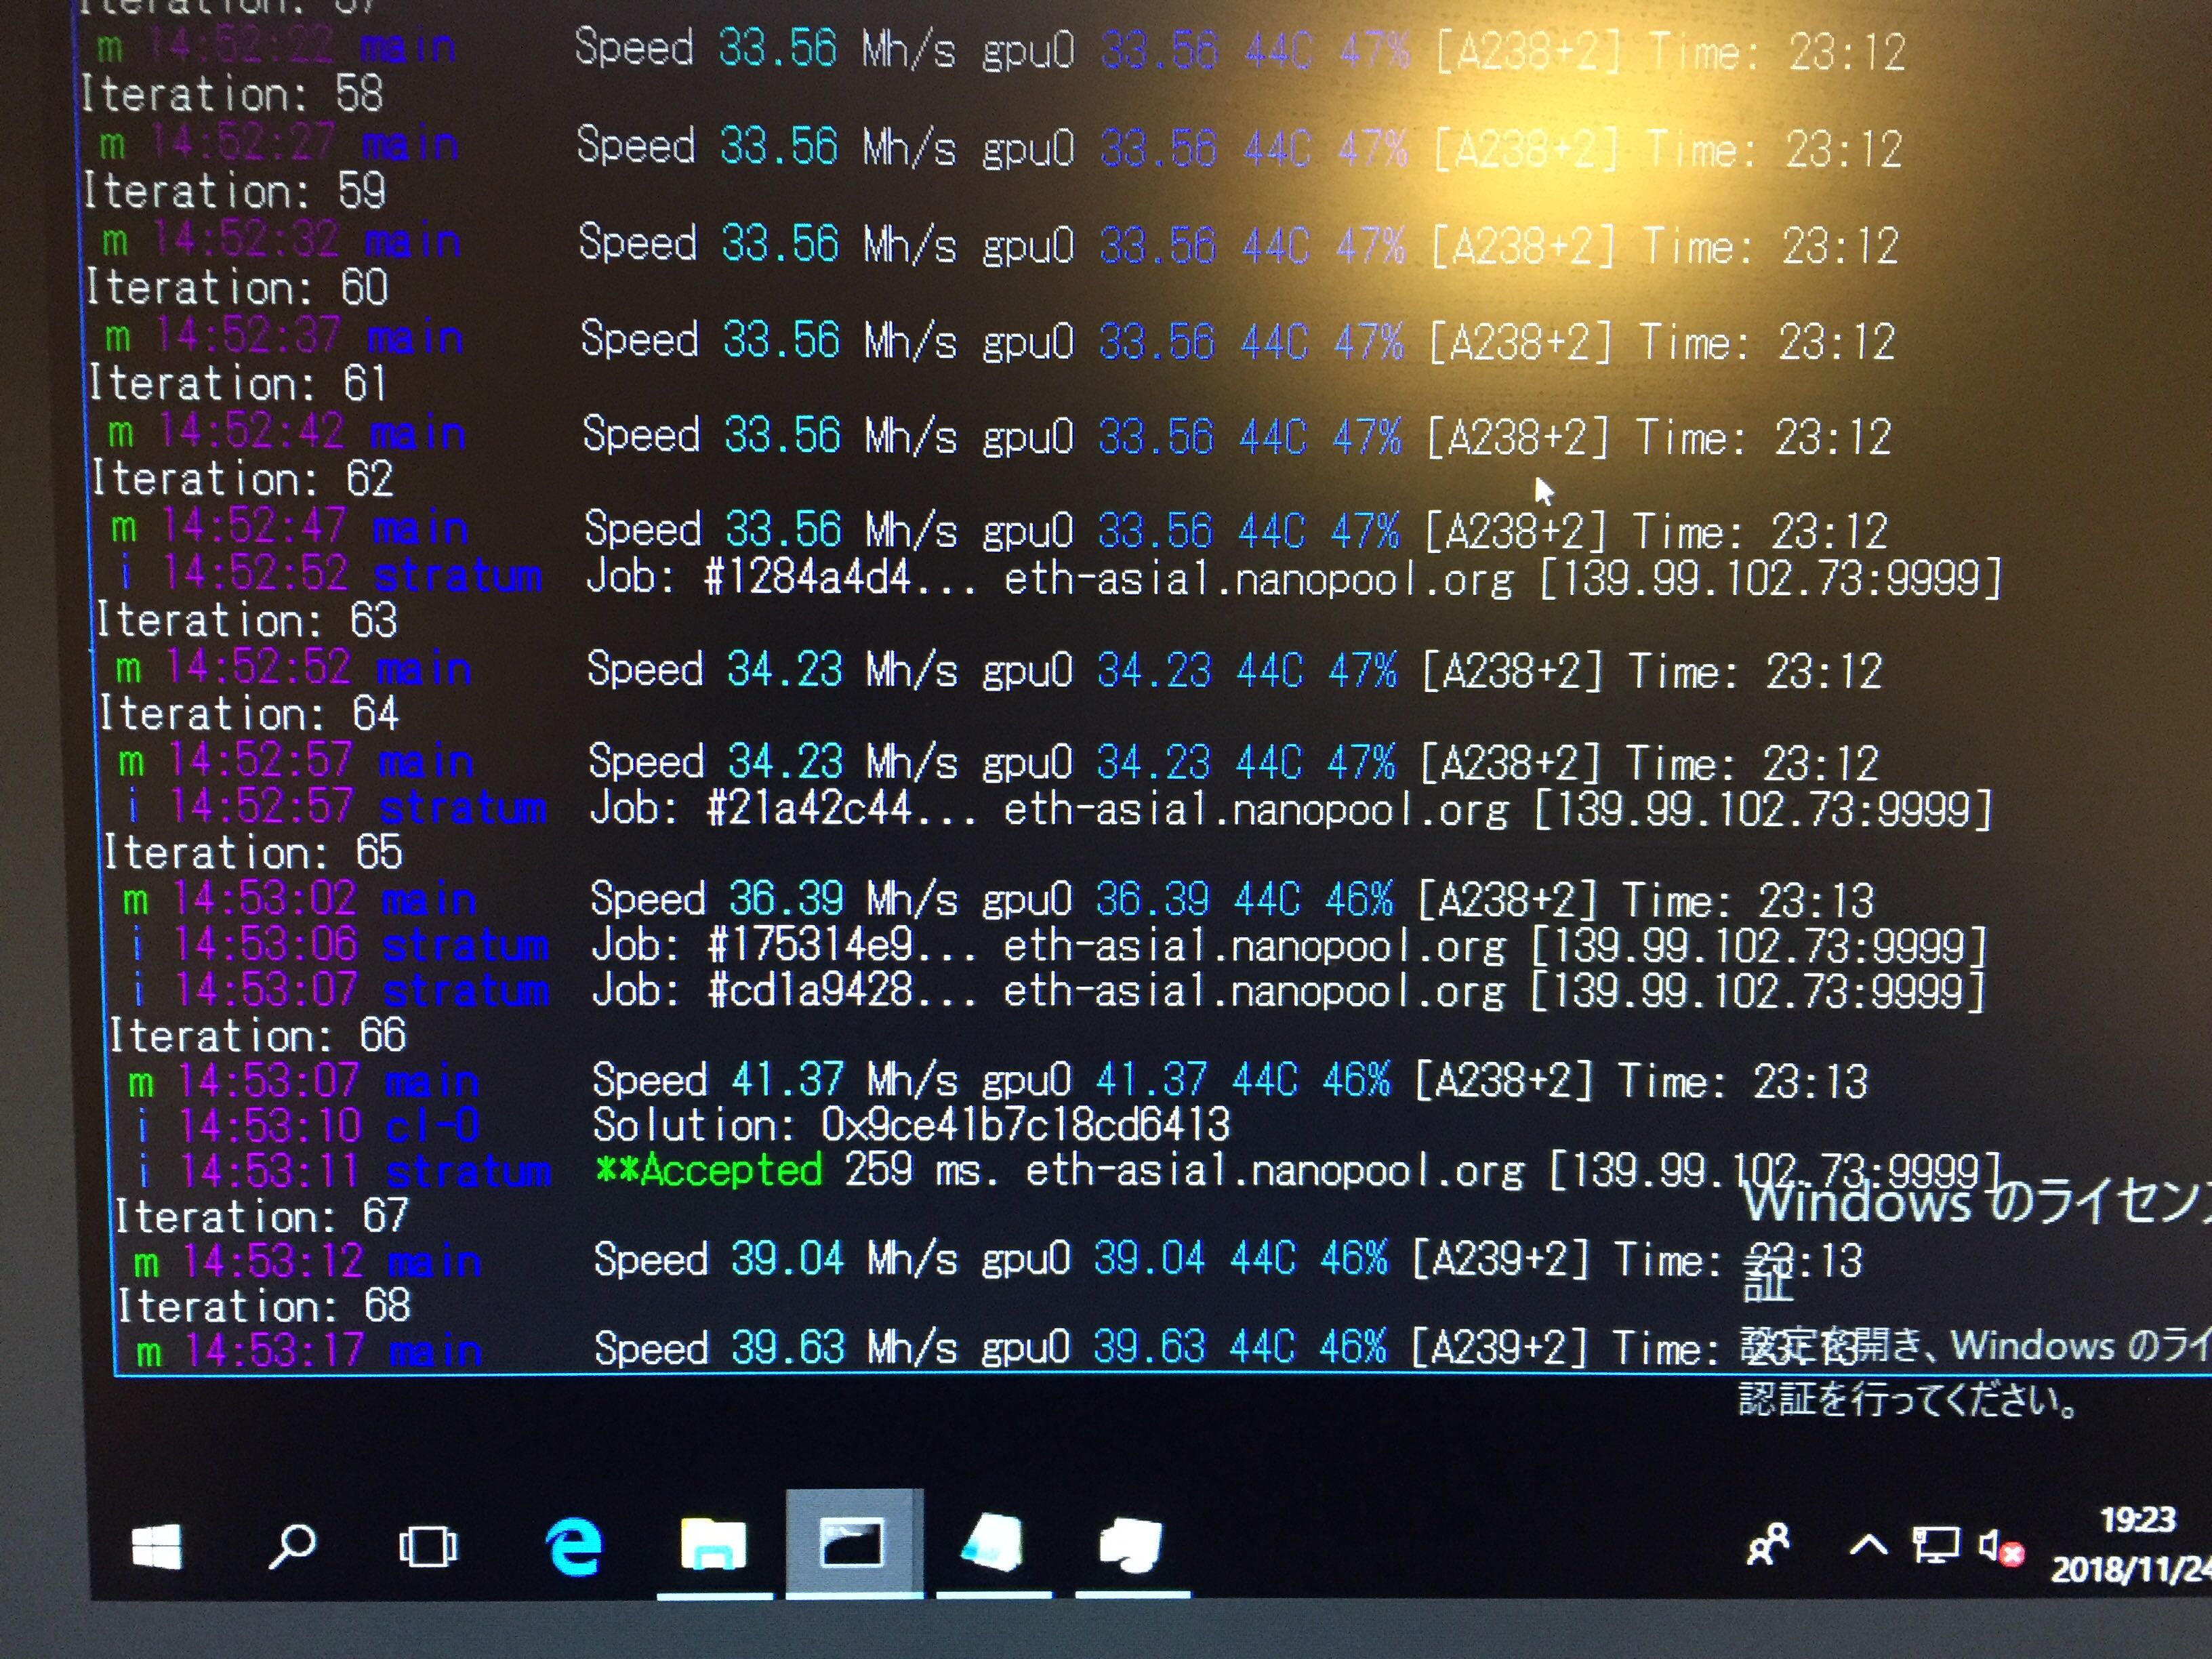 Iteration: 57
m 14:52:22 main Speed 33.56 Mh/s gpu0 33.56 44C 47% [A238+2] Time: 23:12
Iteration: 58
m 14:52:27 main Speed 33.56 Mh/s gpu0 33.56 44C 47% [A238+2] Time: 23:12
Iteration: 59
m 14:52:32 main Speed 33.56 Mh/s gpu0 33.56 44C 47% [A238+2] Time: 23:12
Iteration: 60
m 14:52:37 main Speed 33.56 Mh/s gpu0 33.56 44C 47% [A238+2] Time: 23:12
Iteration: 61
m 14:52:42 main Speed 33.56 Mh/s gpu0 33.56 44C 47% [A238+2] Time: 23:12
Iteration: 62
m 14:52:47 main Speed 33.56 Mh/s gpu0 33.56 44C 47% [A238+2] Time: 23:12
i 14:52:52 stratum Job: #1284a4d4... eth-asia1.nanopool.org [139.99.102.73:9999]
Iteration: 63
m 14:52:52 main Speed 34.23 Mh/s gpu0 34.23 44C 47% [A238+2] Time: 23:12
Iteration: 64
m 14:52:57 main Speed 34.23 Mh/s gpu0 34.23 44C 47% [A238+2] Time: 23:12
i 14:52:57 stratum Job: #21a42c44... eth-asia1.nanopool.org [139.99.102.73:9999]
Iteration: 65
m 14:53:02 main Speed 36.39 Mh/s gpu0 36.39 44C 46% [A238+2] Time: 23:13
i 14:53:06 stratum Job: #175314e9... eth-asia1.nanopool.org [139.99.102.73:9999]
i 14:53:07 stratum Job: #cd1a9428... eth-asia1.nanopool.org [139.99.102.73:9999]
Iteration: 66
m 14:53:07 main Speed 41.37 Mh/s gpu0 41.37 44C 46% [A238+2] Time: 23:13
i 14:53:10 cl-0 Solution: 0x9ce41b7c18cd6413
i 14:53:11 stratum **Accepted 259 ms. eth-asia1.nanopool.org [139.99.102.73:9999]
Iteration: 67
m 14:53:12 main Speed 39.04 Mh/s gpu0 39.04 44C 46% [A239+2] Time: 23:13
Iteration: 68
m 14:53:17 main Speed 39.63 Mh/s gpu0 39.63 44C 46% [A239+2] Time: 23:13
Windows のライセン
証
設定を開き、Windows のライ
認証を行ってください。
19:23
2018/11/24